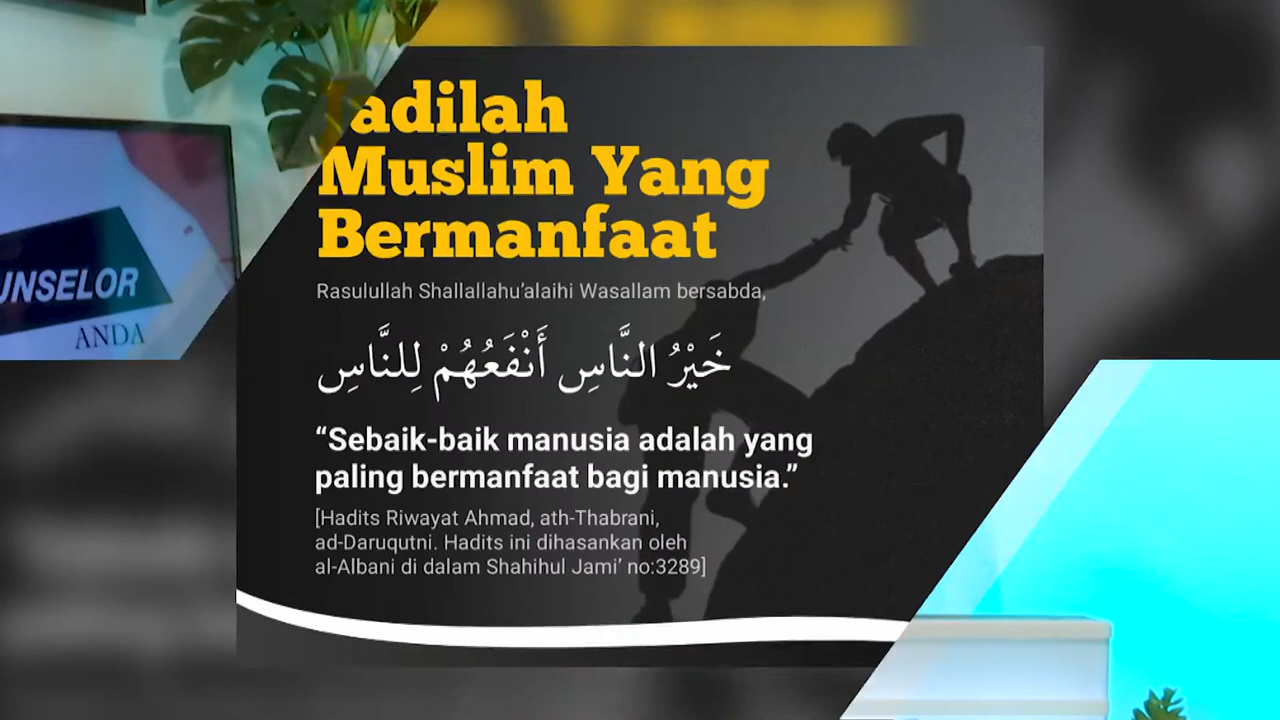 adilah
Muslim Yang
Bermanfaat
Rasulullah Shallallahu'alaihi Wasallam bersabda,
خَيْرُ النَّاسِ أَنْفَعُهُمْ لِلنَّاسِ
“Sebaik-baik manusia adalah yang
paling bermanfaat bagi manusia.”
[Hadits Riwayat Ahmad, ath-Thabrani,
ad-Daruqutni. Hadits ini dihasankan oleh
al-Albani di dalam Shahihul Jami’ no:3289]
UNSELOR
ANDA